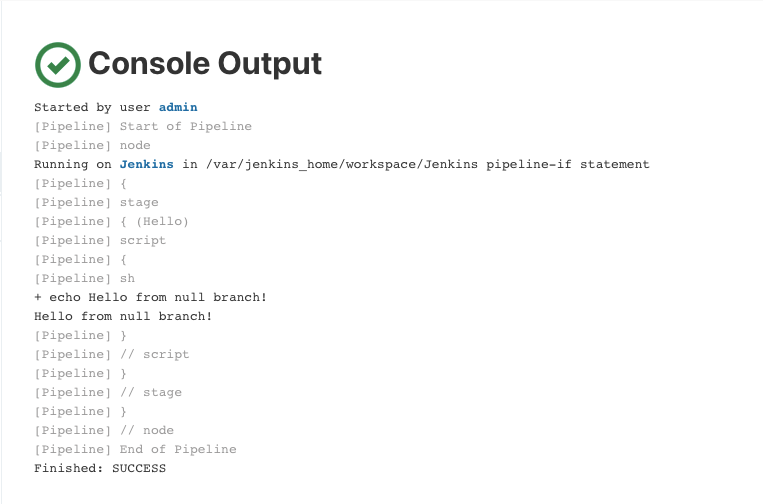 Console Output
Started by user admin
[Pipeline] Start of Pipeline
[Pipeline] node
Running on Jenkins in /var/jenkins_home/workspace/Jenkins pipeline-if statement
[Pipeline] {
[Pipeline] stage
[Pipeline] { (Hello)
[Pipeline] script
[Pipeline] {
[Pipeline] sh
+ echo Hello from null branch!
Hello from null branch!
[Pipeline] }
[Pipeline] // script
[Pipeline] }
[Pipeline] // stage
[Pipeline] }
[Pipeline] // node
[Pipeline] End of Pipeline
Finished: SUCCESS